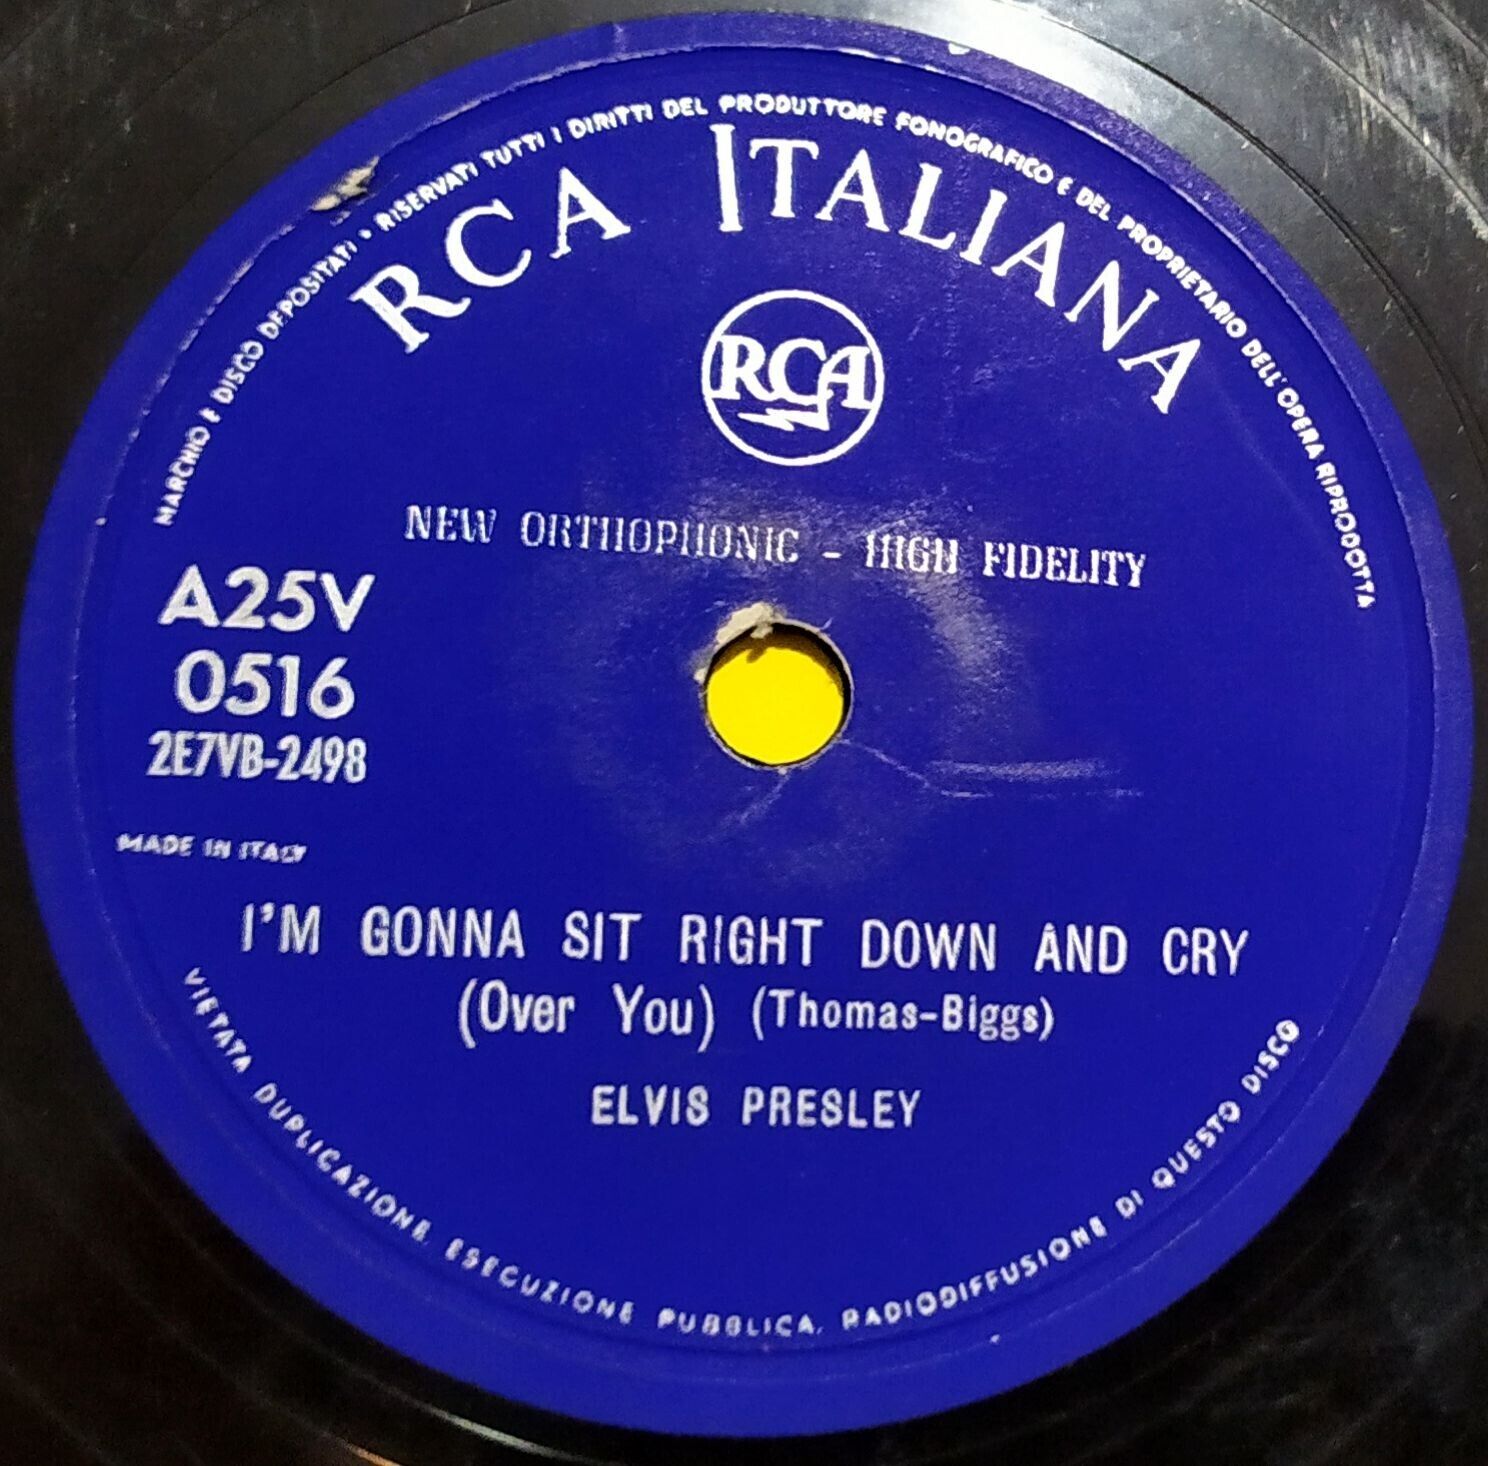 MARCHIO E DISCO DEPOSITATI • RISERVATI TUTTI I DIRITTI DEL PRODUTTORE FONOGRAFICO E DEL PROPRIETARIO DELL'OPERA RIPRODOTTA
RCA ITALIANA
RCA
NEW ORTHOPHONIC - HIGH FIDELITY
A25V
0516
2E7VB-2498
MADE IN ITALY
I'M GONNA SIT RIGHT DOWN AND CRY
(Over You) (Thomas-Biggs)
ELVIS PRESLEY
VIETATA DUPLICAZIONE, ESECUZIONE PUBBLICA, RADIODIFFUSIONE DI QUESTO DISCO